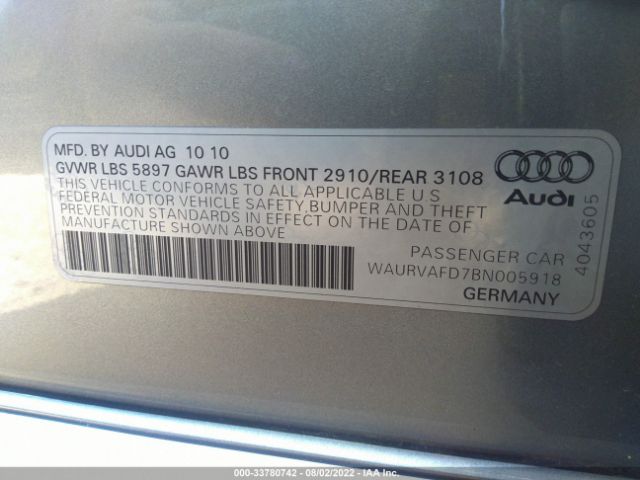 MFD. BY AUDI AG 10 10
GVWR LBS 5897 GAWR LBS FRONT 2910/REAR 3108
THIS VEHICLE CONFORMS TO ALL APPLICABLE U S
FEDERAL MOTOR VEHICLE SAFETY,BUMPER AND THEFT
PREVENTION STANDARDS IN EFFECT ON THE DATE OF
MANUFACTURE SHOWN ABOVE
Audi
PASSENGER CAR
WAURVAFD7BN005918
GERMANY
4043605
000-33780742 - 08/02/2022 - IAA Inc.